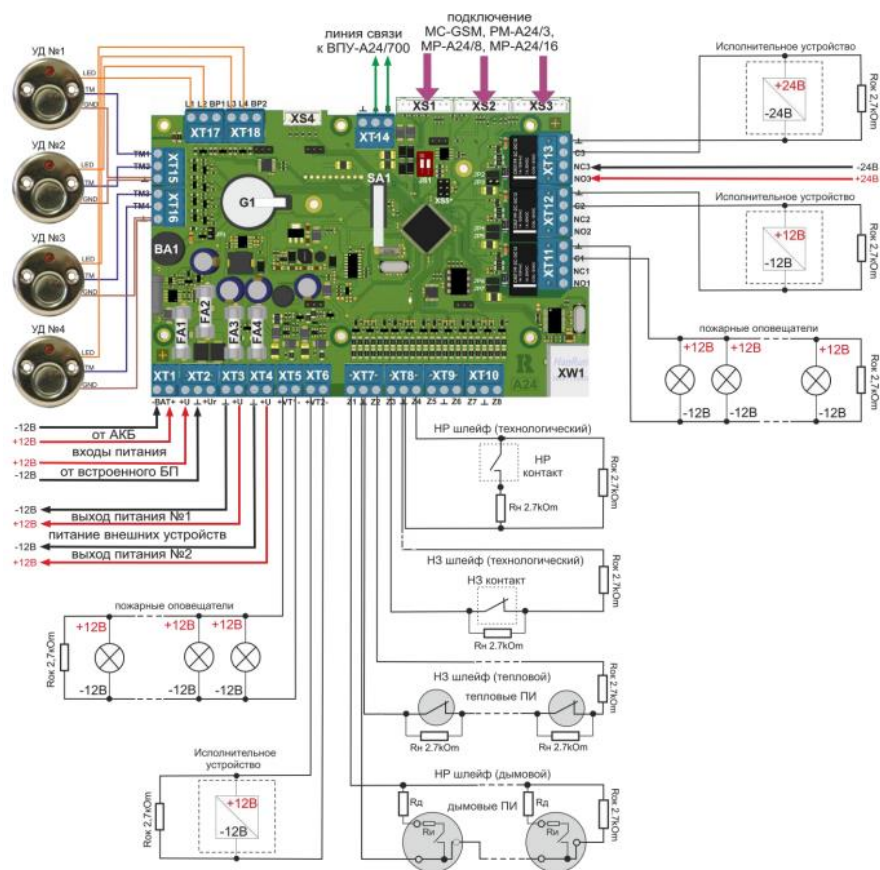 линия связи
к ВПУ-А24/700
подключение
MC-GSM, PM-A24/3,
MP-A24/8, MP-A24/16
УД №1
LED
TM
GND
УД №2
LED
TM
GND
УД №3
LED
TM
GND
УД №4
LED
TM
GND
L1 L2 BP1 L3 L4 BP2
XT17 XT18
XS4
XT14
XS1 XS2 XS3
TM1
TM2
TM3
TM4
XT15
XT16
G1
SA1
BA1
FA1
FA2
FA3
FA4
XT13
XT12
XT11
C3
NC3
NO3
C2
NC2
NO2
C1
NC1
NO1
R
A24
XW1
XT1 XT2 XT3 XT4 XT5 XT6 XT7 XT8 XT9 XT10
-BAT+ +U ⊥ +Ur ⊥ +U ⊥ +U +VT1- +VT2- Z1 ⊥ Z2 Z3 ⊥ Z4 Z5 ⊥ Z6 Z7 ⊥ Z8
Исполнительное устройство
+24В
-24В
Rок 2,7кОm
-24В
+24В
Исполнительное устройство
+12В
-12В
Rок 2.7кОm
пожарные оповещатели
+12В +12В +12В
-12В -12В -12В
Rок 2.7кОm
-12В
+12В от АКБ
+12В входы питания
-12В от встроенного БП
-12В
+12В выход питания №1
питание внешних устройств
-12В
+12В выход питания №2
пожарные оповещатели
+12В +12В +12В
-12В -12В -12В
Rок 2,7кОm
Исполнительное
устройство
+12В
-12В
Rок 2,7кОm
НР шлейф (технологический)
НР
контакт
Rн 2.7kOm
Rок 2.7kOm
НЗ шлейф (технологический)
НЗ контакт
Rн 2.7kOm
Rок 2.7kOm
НЗ шлейф (тепловой)
тепловые ПИ
Rн 2.7kOm Rн 2.7kOm
Rок 2.7kOm
НР шлейф (дымовой)
дымовые ПИ
Rд Rд
Rи Rи
Rок 2.7kOm